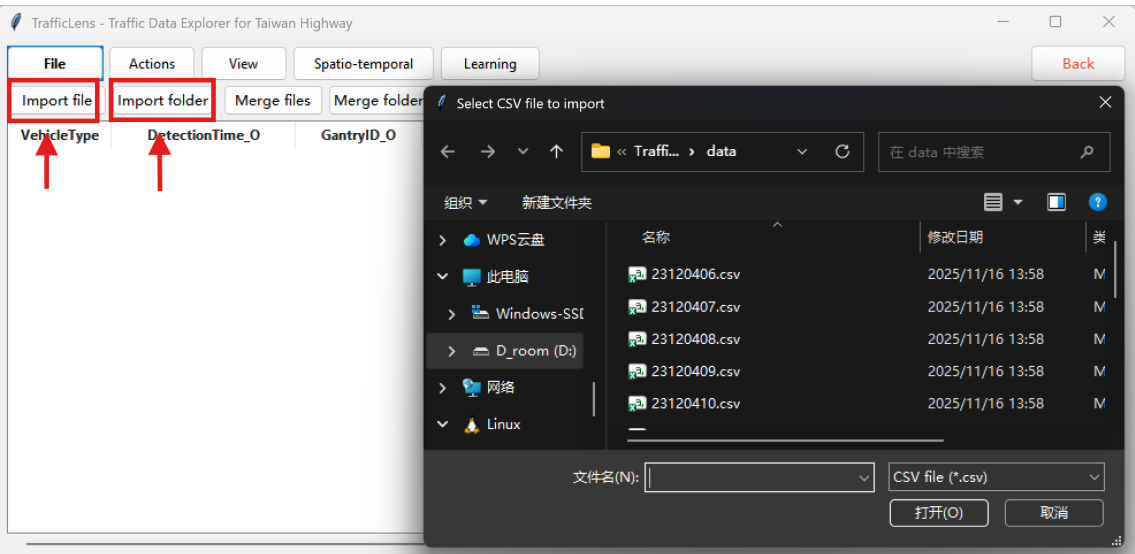 TrafficLens - Traffic Data Explorer for Taiwan Highway
File Actions View Spatio-temporal Learning Back
Import file Import folder Merge files Merge folder
VehicleType DetectionTime_O GantryID_O
Select CSV file to import
« Traffi... › data
在 data 中搜索
组织 新建文件夹
名称 修改日期 类
WPS云盘
此电脑
Windows-SSD
D_room (D:)
网络
Linux
23120406.csv 2025/11/16 13:58 M
23120407.csv 2025/11/16 13:58 M
23120408.csv 2025/11/16 13:58 M
23120409.csv 2025/11/16 13:58 M
23120410.csv 2025/11/16 13:58 M
文件名(N): CSV file (*.csv)
打开(O) 取消